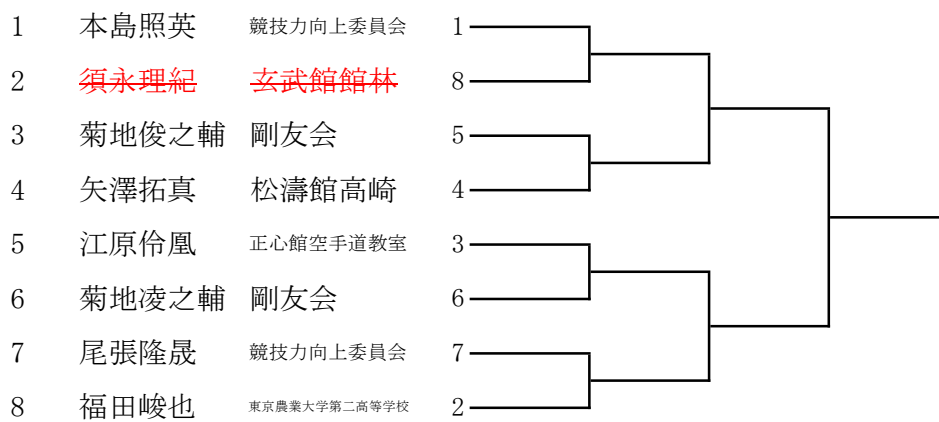 1 本島照英 競技力向上委員会 1
2 須永理紀 玄武館館林 8
3 菊地俊之輔 剛友会 5
4 矢澤拓真 松濤館高崎 4
5 江原伶凰 正心館空手道教室 3
6 菊地凌之輔 剛友会 6
7 尾張隆晟 競技力向上委員会 7
8 福田峻也 東京農業大学第二高等学校 2